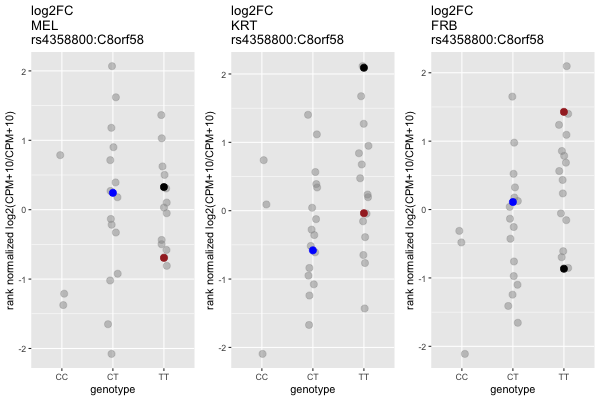 log2FC
MEL
rs4358800:C8orf58
rank normalized log2(CPM+10/CPM+10)
2
1
0
-1
-2
CC CT TT
genotype
log2FC
KRT
rs4358800:C8orf58
rank normalized log2(CPM+10/CPM+10)
2
1
0
-1
-2
CC CT TT
genotype
log2FC
FRB
rs4358800:C8orf58
rank normalized log2(CPM+10/CPM+10)
2
1
0
-1
-2
CC CT TT
genotype